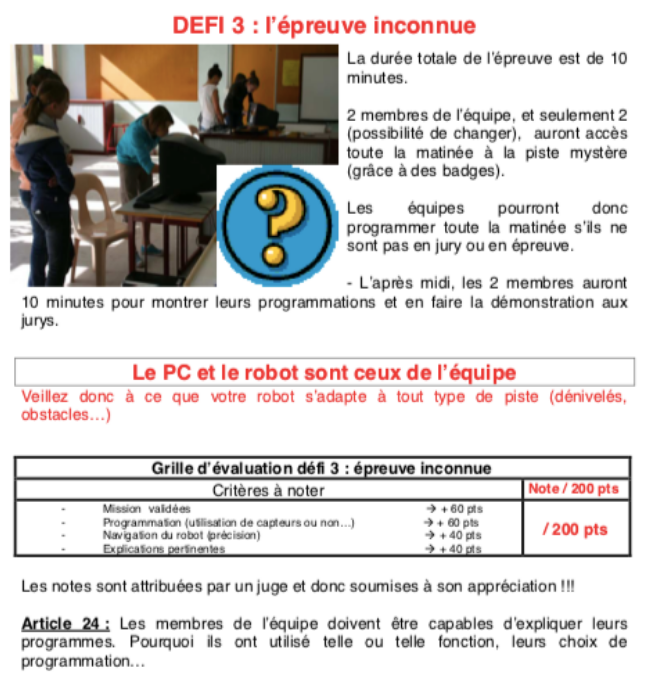 DEFI 3 : l'épreuve inconnue
La durée totale de l'épreuve est de 10
minutes.
2 membres de l'équipe, et seulement 2
(possibilité de changer), auront accès
toute la matinée à la piste mystère
(grâce à des badges).
Les équipes pourront donc
programmer toute la matinée s'ils ne
sont pas en jury ou en épreuve.
- L'après midi, les 2 membres auront
10 minutes pour montrer leurs programmations et en faire la démonstration aux
jurys.
Le PC et le robot sont ceux de l'équipe
Veillez donc à ce que votre robot s'adapte à tout type de piste (dénivelés,
obstacles...)
Grille d'évaluation défi 3 : épreuve inconnue
Critères à noter Note / 200 pts
- Mission validées → + 60 pts
- Programmation (utilisation de capteurs ou non...) → + 60 pts
- Navigation du robot (précision) → + 40 pts
- Explications pertinentes → + 40 pts
/ 200 pts
Les notes sont attribuées par un juge et donc soumises à son appréciation !!!
Article 24 : Les membres de l'équipe doivent être capables d'expliquer leurs
programmes. Pourquoi ils ont utilisé telle ou telle fonction, leurs choix de
programmation...